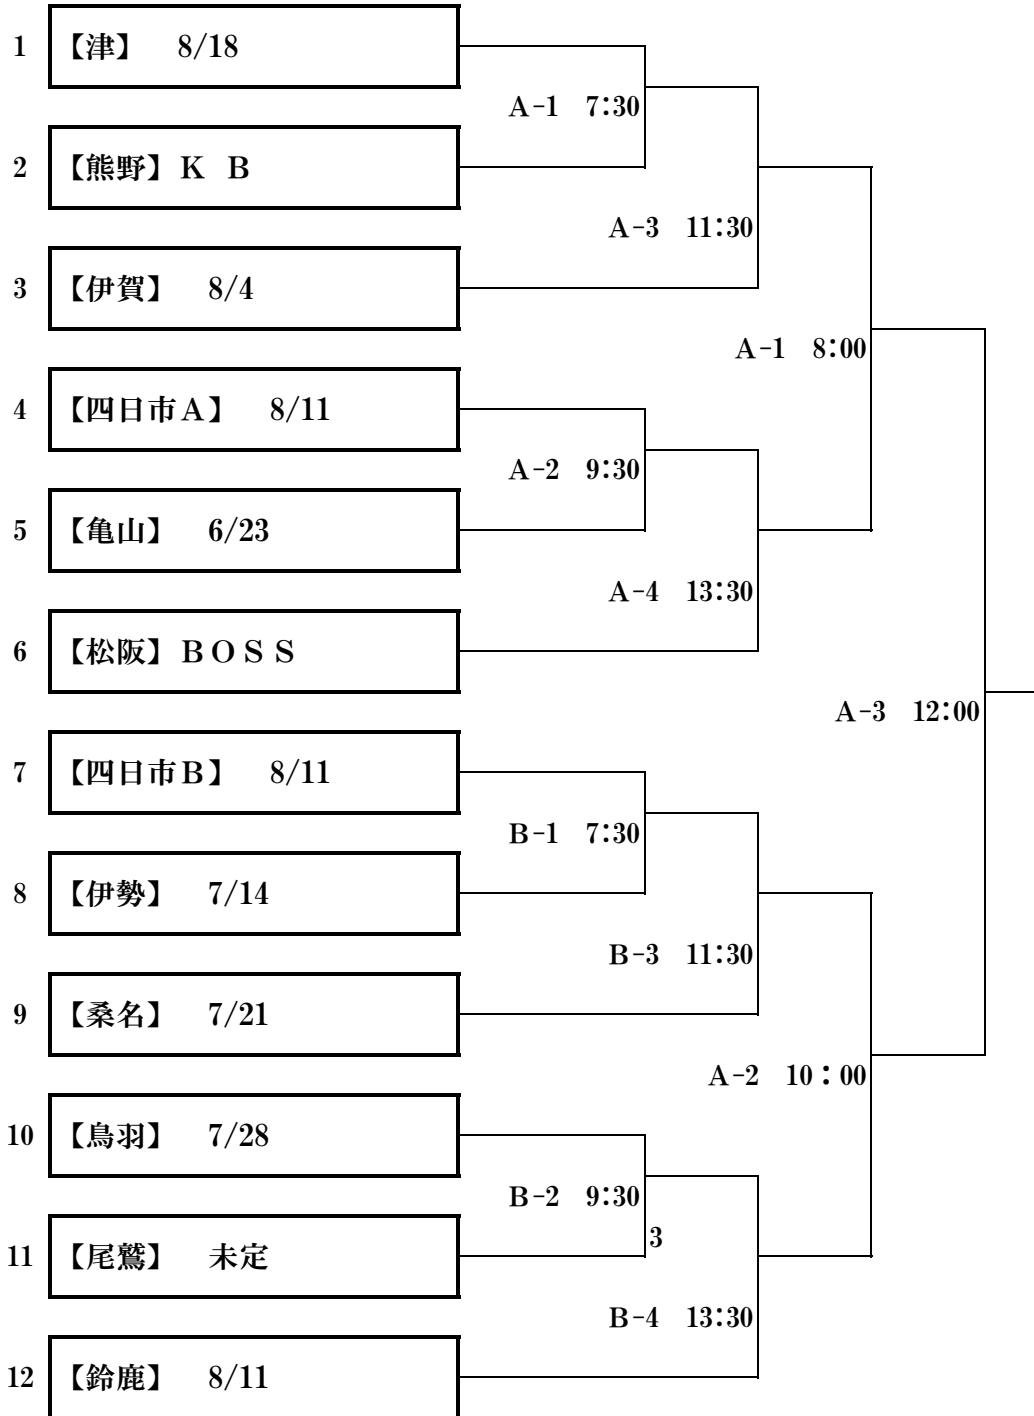 1 【津】 8/18
A-1 7:30
2 【熊野】K B
A-3 11:30
3 【伊賀】 8/4
A-1 8:00
4 【四日市A】 8/11
A-2 9:30
5 【亀山】 6/23
A-4 13:30
6 【松阪】BOSS
A-3 12:00
7 【四日市B】 8/11
B-1 7:30
8 【伊勢】 7/14
B-3 11:30
9 【桑名】 7/21
A-2 10:00
10 【鳥羽】 7/28
B-2 9:30
3
11 【尾鷲】 未定
B-4 13:30
12 【鈴鹿】 8/11